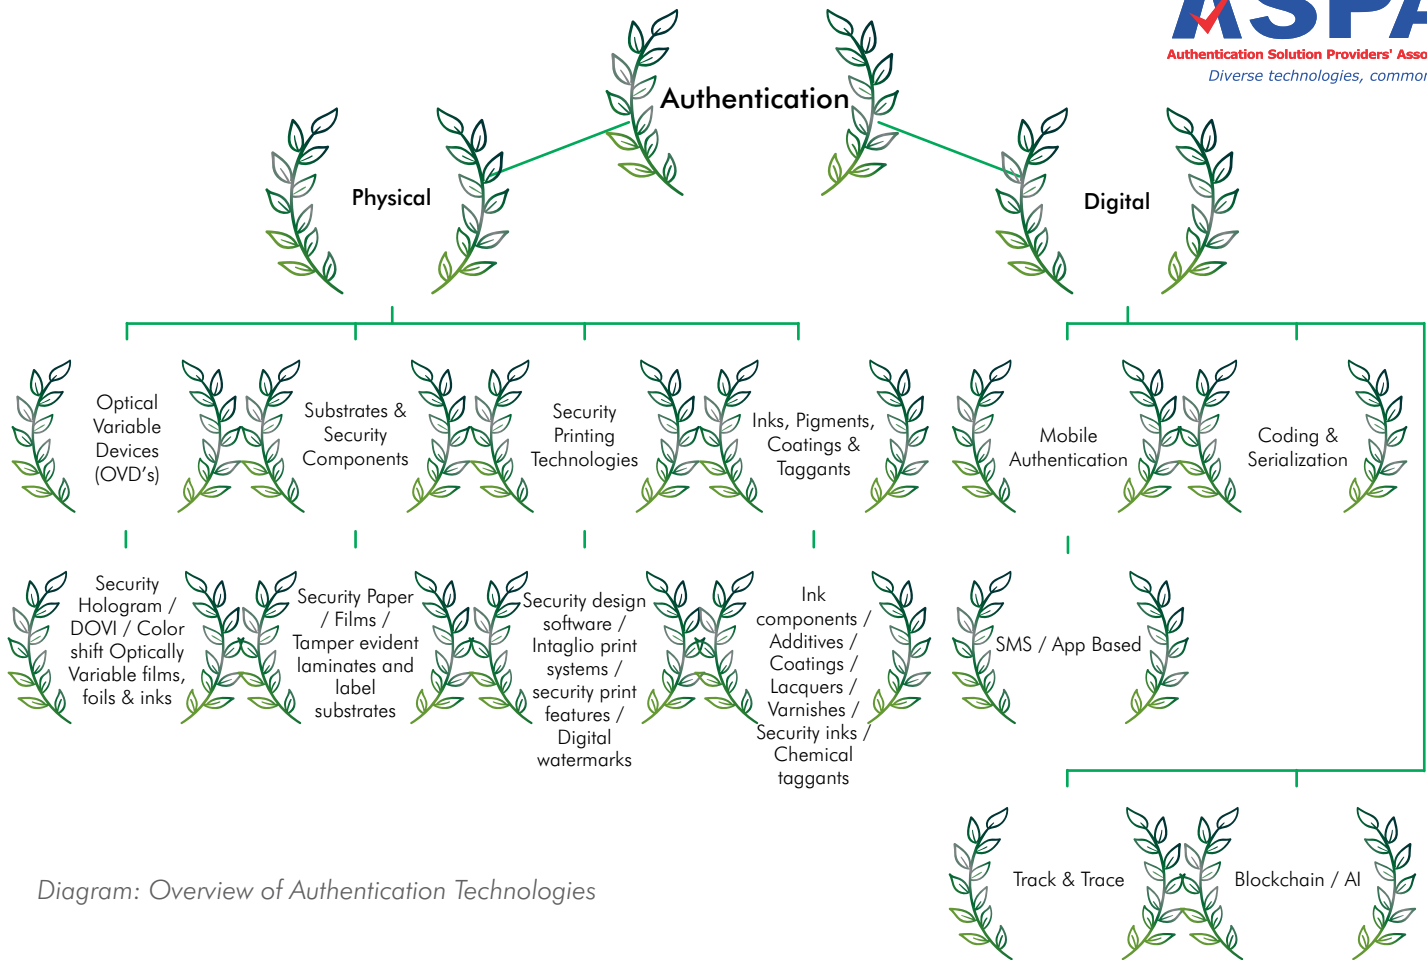 ASPA
Authentication Solution Providers'
Diverse technologies, common
Authentication
Physical
Digital
Optical
Variable
Devices
(OVD's)
Substrates &
Security
Components
Security
Printing
Technologies
Inks, Pigments,
Coatings &
Taggants
Mobile
Authentication
Coding &
Serialization
Security
Hologram /
DOVI / Color
shift Optically
Variable films,
foils & inks
Security Paper
/ Films /
Tamper evident
laminates and
label
substrates
Security design
software /
Intaglio print
systems /
security print
features /
Digital
watermarks
Ink
components /
Additives /
Coatings /
Lacquers /
Varnishes /
Security inks /
Chemical
taggants
SMS / App Based
Track & Trace
Blockchain / AI
Diagram: Overview of Authentication Technologies